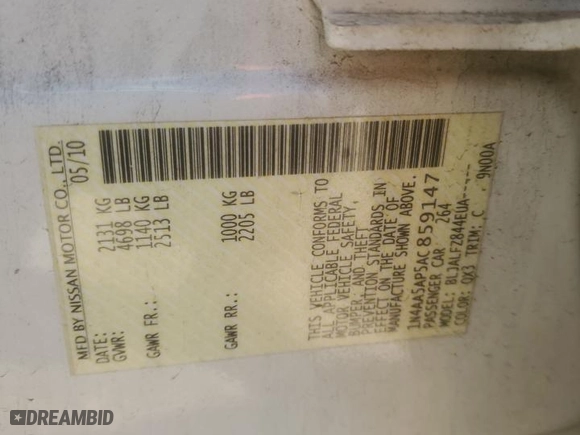 MFD BY NISSAN MOTOR CO., LTD.
DATE: 05/10
GVWR: 2131 KG
4698 LB
GAWR FR.: 1140 KG
2513 LB
GAWR RR.: 1000 KG
2205 LB
THIS VEHICLE CONFORMS TO
ALL APPLICABLE FEDERAL
MOTOR VEHICLE SAFETY,
BUMPER, AND THEFT
PREVENTION STANDARDS IN
EFFECT ON THE DATE OF
MANUFACTURE SHOWN ABOVE.
1N4AA5AP5AC859147
PASSENGER CAR 264
MODEL: BLJALFZ844EUA-----
COLOR: QX3 TRIM: C 9N00A
DREAMBID